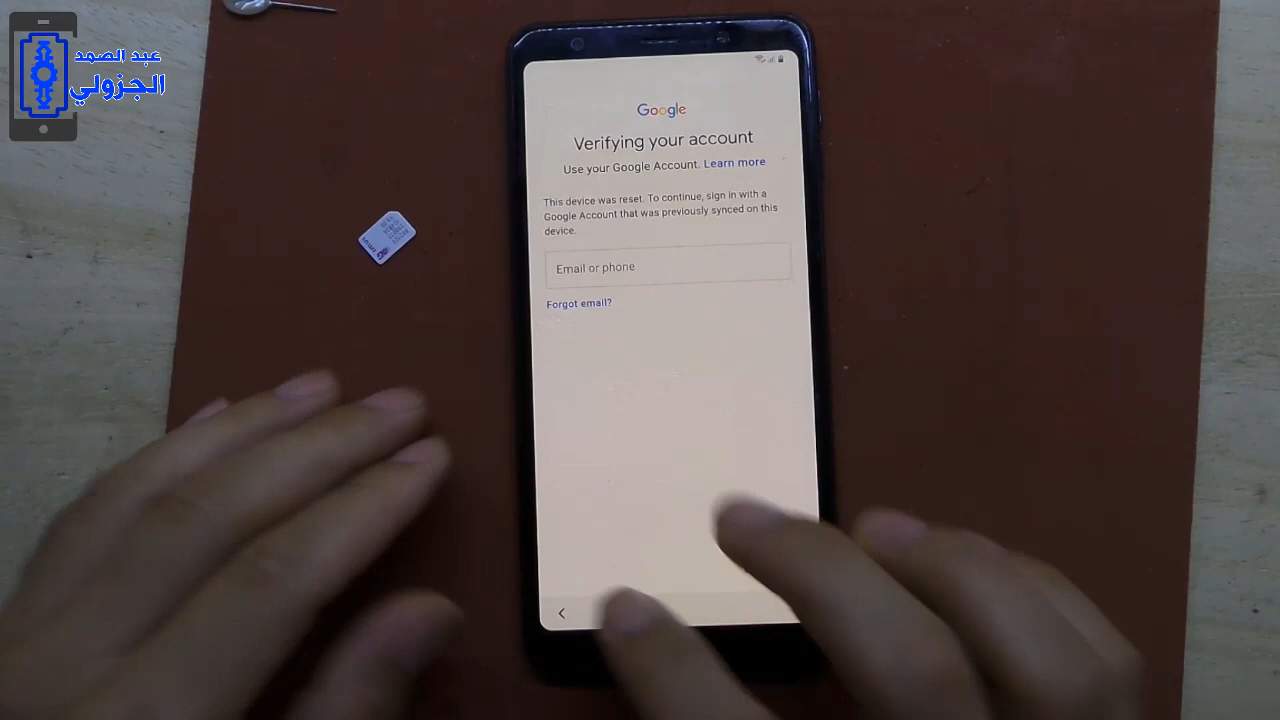 عبد الصمد
الجزولي
Google
Verifying your account
Use your Google Account. Learn more
This device was reset. To continue, sign in with a
Google Account that was previously synced on this
device.
Email or phone
Forgot email?